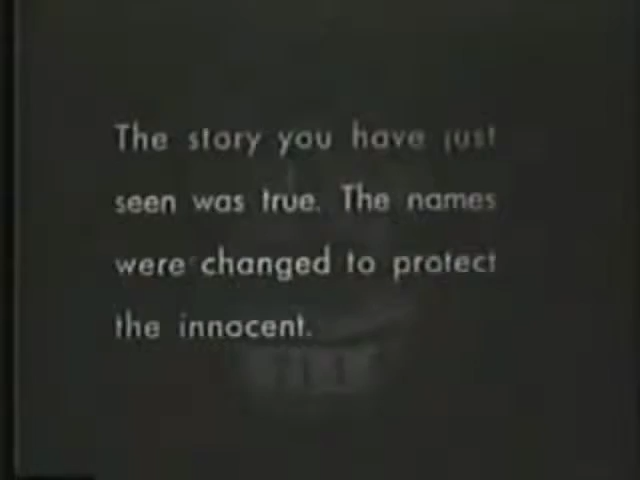 The story you have just
seen was true. The names
were changed to protect
the innocent.